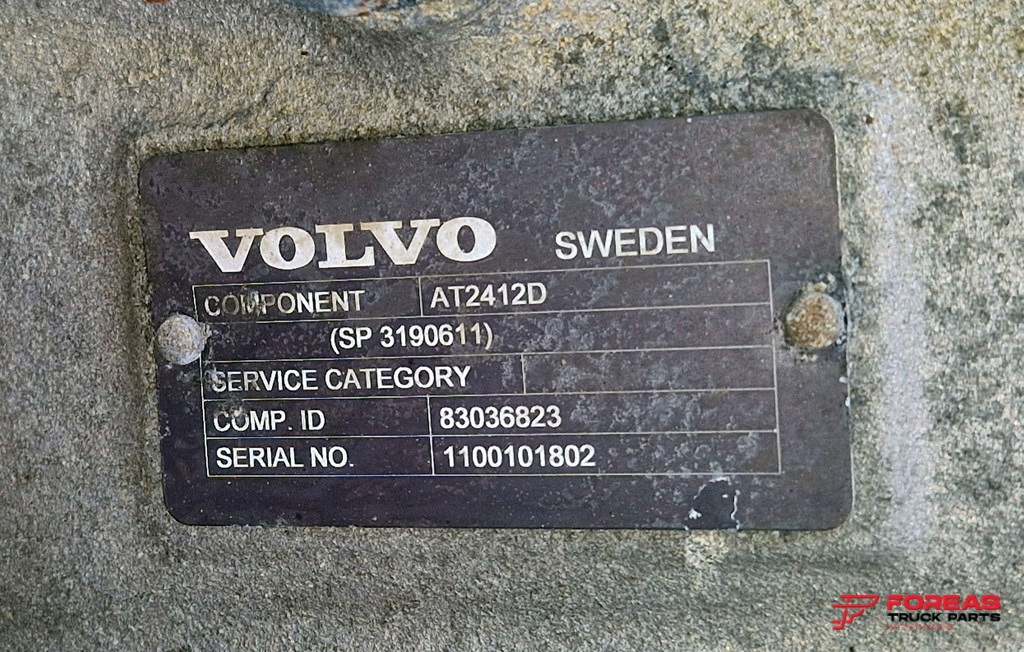 VOLVO SWEDEN
COMPONENT AT2412D
(SP 3190611)
SERVICE CATEGORY
COMP. ID 83036823
SERIAL NO. 1100101802
FOREAS
TRUCK PARTS